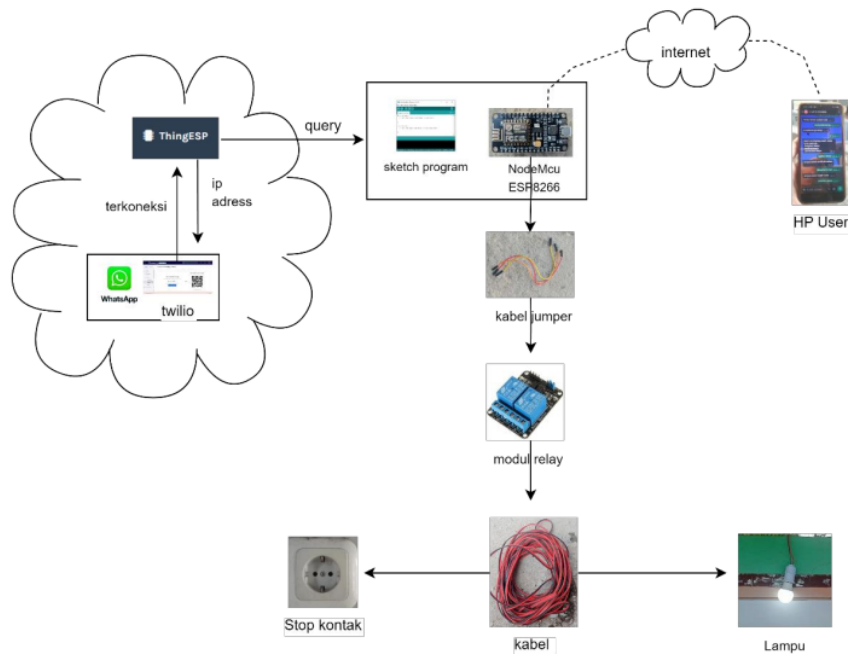 internet
ThingESP
query
sketch program
NodeMcu
ESP8266
terkoneksi
ip
adress
HP User
WhatsApp
twilio
kabel jumper
modul relay
Stop kontak
kabel
Lampu